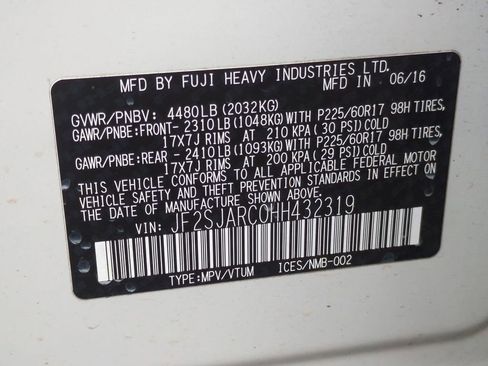 MFD BY FUJI HEAVY INDUSTRIES LTD.
MFD IN 06/16
GVWR/PNBV: 4480LB(2032KG)
GAWR/PNBE:FRONT- 2310LB(1048KG)WITH P225/60R17 98H TIRES,
17X7J RIMS AT 210 KPA(30 PSI)COLD
GAWR/PNBE:REAR - 2410LB(1093KG)WITH P225/60R17 98H TIRES,
17X7J RIMS AT 200 KPA(29 PSI)COLD
THIS VEHICLE CONFORMS TO ALL APPLICABLE FEDERAL MOTOR
VEHICLE SAFETY AND BUMPER STANDARDS IN EFFECT ON
THE DATE OF MANUFACTURE SHOWN ABOVE.
VIN: JF2SJARC0HH432319
TYPE:MPV/VTUM ICES/NMB-002